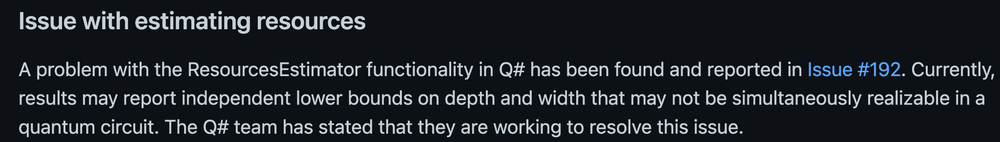 Issue with estimating resources
A problem with the ResourcesEstimator functionality in Q# has been found and reported in Issue #192. Currently,
results may report independent lower bounds on depth and width that may not be simultaneously realizable in a
quantum circuit. The Q# team has stated that they are working to resolve this issue.